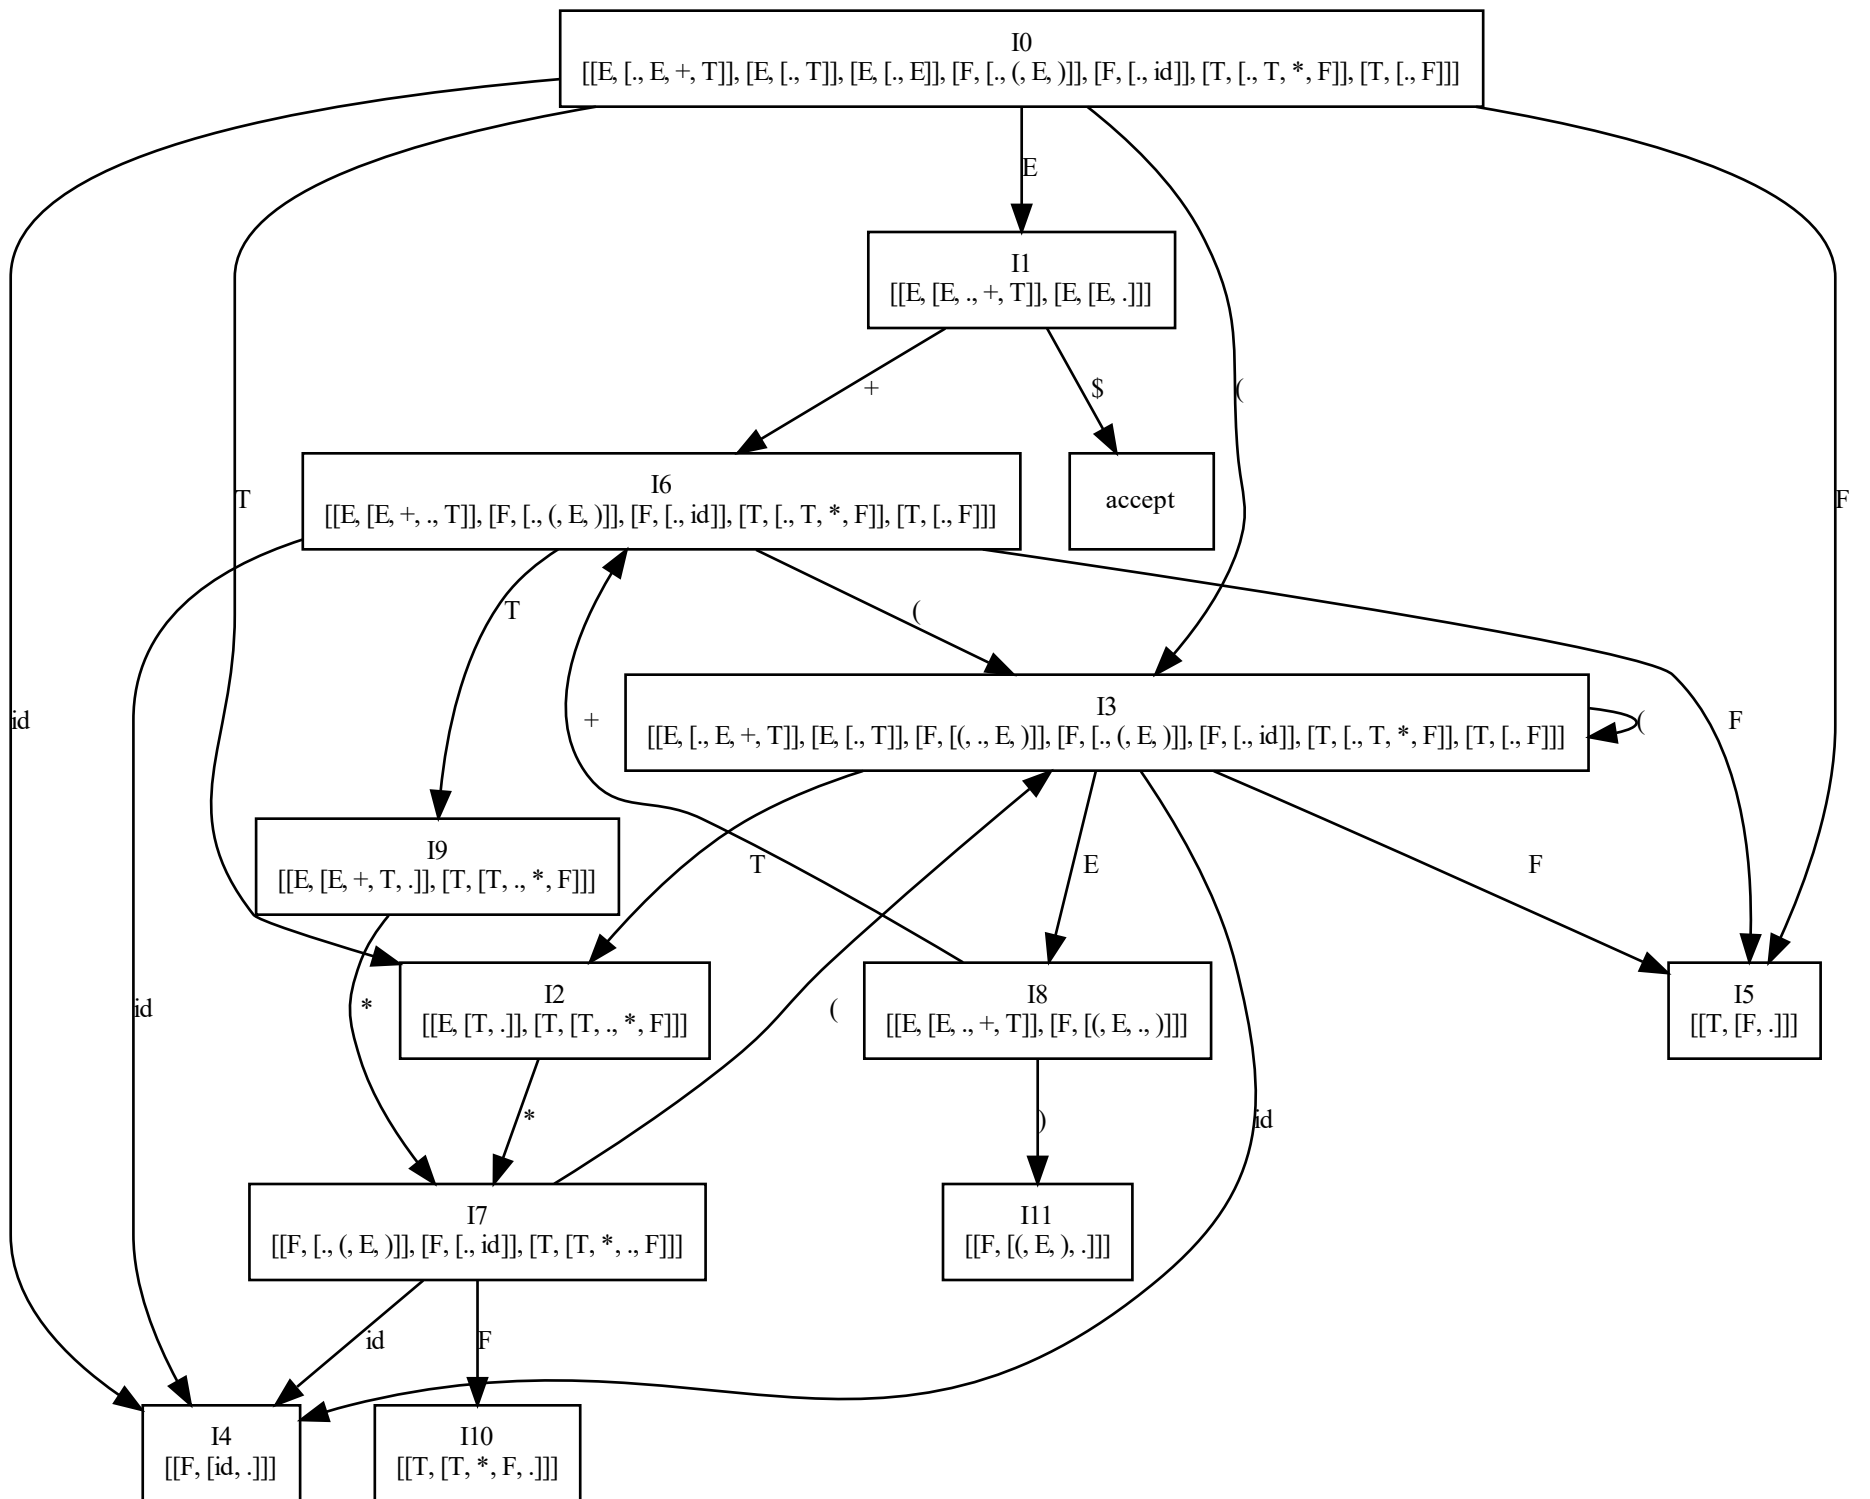 I0
[[E, [., E, +, T]], [E, [., T]], [E, [., E]], [F, [., (, E, )]], [F, [., id]], [T, [., T, *, F]], [T, [., F]]]
E
I1
[[E, [E, ., +, T]], [E, [E, .]]]
+
$
(
T
F
I6
[[E, [E, +, ., T]], [F, [., (, E, )]], [F, [., id]], [T, [., T, *, F]], [T, [., F]]]
accept
T
(
id
+
F
I3
[[E, [., E, +, T]], [E, [., T]], [F, [(, ., E, )]], [F, [., (, E, )]], [F, [., id]], [T, [., T, *, F]], [T, [., F]]]
(
I9
[[E, [E, +, T, .]], [T, [T, ., *, F]]]
T
E
F
id
*
I2
[[E, [T, .]], [T, [T, ., *, F]]]
(
I8
[[E, [E, ., +, T]], [F, [(, E, ., )]]]
I5
[[T, [F, .]]]
*
)
id
I7
[[F, [., (, E, )]], [F, [., id]], [T, [T, *, ., F]]]
I11
[[F, [(, E, ), .]]]
id
F
I4
[[F, [id, .]]]
I10
[[T, [T, *, F, .]]]